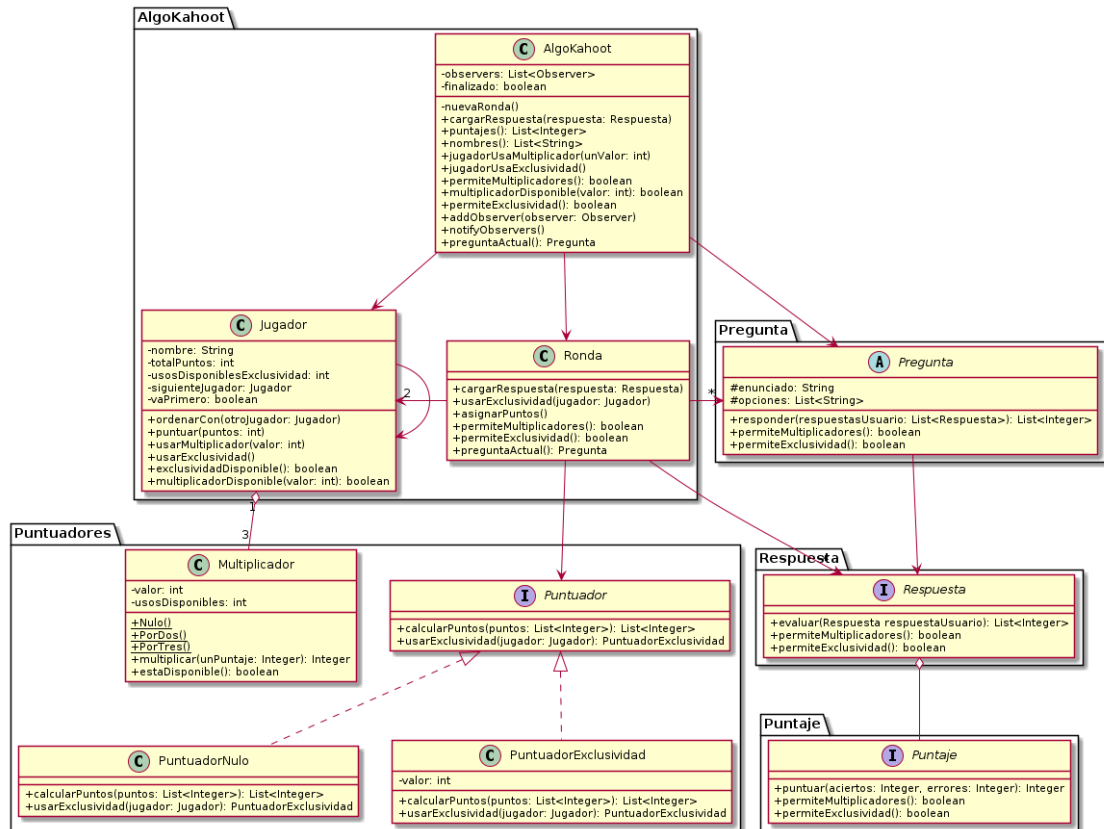 AlgoKahoot
C AlgoKahoot
-observers: List<Observer>
-finalizado: boolean
-nuevaRonda()
+cargarRespuesta(respuesta: Respuesta)
+puntajes(): List<Integer>
+nombres(): List<String>
+jugadorUsaMultiplicador(unValor: int)
+jugadorUsaExclusividad()
+permiteMultiplicadores(): boolean
+multiplicadorDisponible(valor: int): boolean
+permiteExclusividad(): boolean
+addObserver(observer: Observer)
+notifyObservers()
+preguntaActual(): Pregunta
C Jugador
-nombre: String
-totalPuntos: int
-usosDisponiblesExclusividad: int
-siguienteJugador: Jugador
-vaPrimero: boolean
+ordenarCon(otroJugador: Jugador)
+puntuar(puntos: int)
+usarMultiplicador(valor: int)
+usarExclusividad()
+exclusividadDisponible(): boolean
+multiplicadorDisponible(valor: int): boolean
2
C Ronda
+cargarRespuesta(respuesta: Respuesta)
+usarExclusividad(jugador: Jugador)
+asignarPuntos()
+permiteMultiplicadores(): boolean
+permiteExclusividad(): boolean
+preguntaActual(): Pregunta
*
Pregunta
A Pregunta
#enunciado: String
#opciones: List<String>
+responder(respuestasUsuario: List<Respuesta>): List<Integer>
+permiteMultiplicadores(): boolean
+permiteExclusividad(): boolean
1
3
Puntuadores
C Multiplicador
-valor: int
-usosDisponibles: int
+Nulo()
+PorDos()
+PorTres()
+multiplicar(unPuntaje: Integer): Integer
+estaDisponible(): boolean
I Puntuador
+calcularPuntos(puntos: List<Integer>): List<Integer>
+usarExclusividad(jugador: Jugador): PuntuadorExclusividad
Respuesta
I Respuesta
+evaluar(Respuesta respuestaUsuario): List<Integer>
+permiteMultiplicadores(): boolean
+permiteExclusividad(): boolean
C PuntuadorNulo
+calcularPuntos(puntos: List<Integer>): List<Integer>
+usarExclusividad(jugador: Jugador): PuntuadorExclusividad
C PuntuadorExclusividad
-valor: int
+calcularPuntos(puntos: List<Integer>): List<Integer>
+usarExclusividad(jugador: Jugador): PuntuadorExclusividad
Puntaje
I Puntaje
+puntuar(aciertos: Integer, errores: Integer): Integer
+permiteMultiplicadores(): boolean
+permiteExclusividad(): boolean